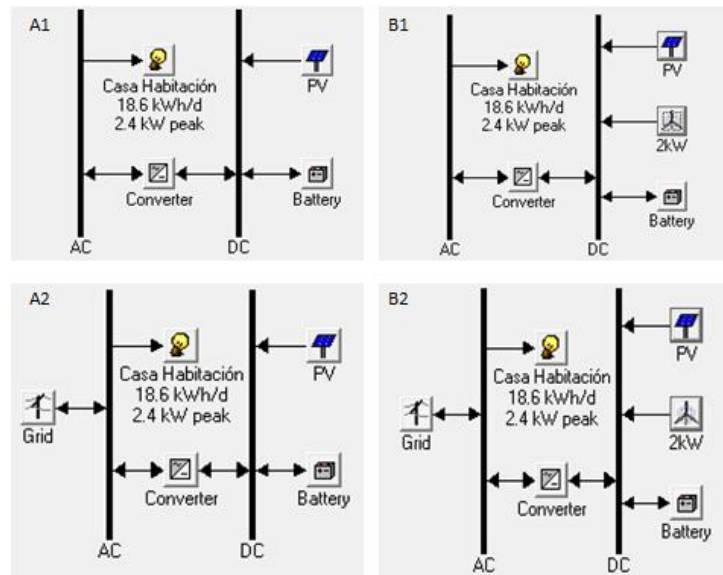 A1
Casa Habitación
18.6 kWh/d
2.4 kW peak
PV
Converter
Battery
AC
DC
B1
Casa Habitación
18.6 kWh/d
2.4 kW peak
PV
2kW
Converter
Battery
AC
DC
A2
Casa Habitación
18.6 kWh/d
2.4 kW peak
PV
Grid
Converter
Battery
AC
DC
B2
Casa Habitación
18.6 kWh/d
2.4 kW peak
PV
Grid
2kW
Converter
Battery
AC
DC